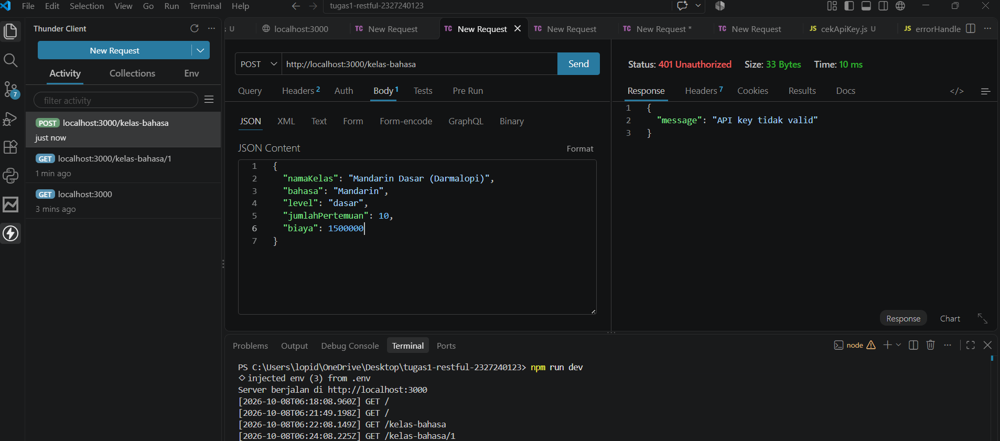 File Edit Selection View Go Run Terminal Help
tugas1-restful-2327240123
Thunder Client
New Request
Activity Collections Env
filter activity
POST localhost:3000/kelas-bahasa
just now
GET localhost:3000/kelas-bahasa/1
1 min ago
GET localhost:3000
3 mins ago
U localhost:3000 TC New Request TC New Request TC New Request TC New Request * TC New Request JS cekApiKey.js U JS errorHandle
POST http://localhost:3000/kelas-bahasa Send
Query Headers 2 Auth Body 1 Tests Pre Run
JSON XML Text Form Form-encode GraphQL Binary
JSON Content Format
1 {
2 "namaKelas": "Mandarin Dasar (Darmalopi)",
3 "bahasa": "Mandarin",
4 "level": "dasar",
5 "jumlahPertemuan": 10,
6 "biaya": 1500000
7 }
Status: 401 Unauthorized Size: 33 Bytes Time: 10 ms
Response Headers 7 Cookies Results Docs </>
1 {
2 "message": "API key tidak valid"
3 }
Response Chart
Problems Output Debug Console Terminal Ports
node
PS C:\Users\lopid\OneDrive\Desktop\tugas1-restful-2327240123> npm run dev
◇ injected env (3) from .env
Server berjalan di http://localhost:3000
[2026-10-08T06:18:08.960Z] GET /
[2026-10-08T06:21:49.198Z] GET /
[2026-10-08T06:22:08.149Z] GET /kelas-bahasa
[2026-10-08T06:24:08.225Z] GET /kelas-bahasa/1
7